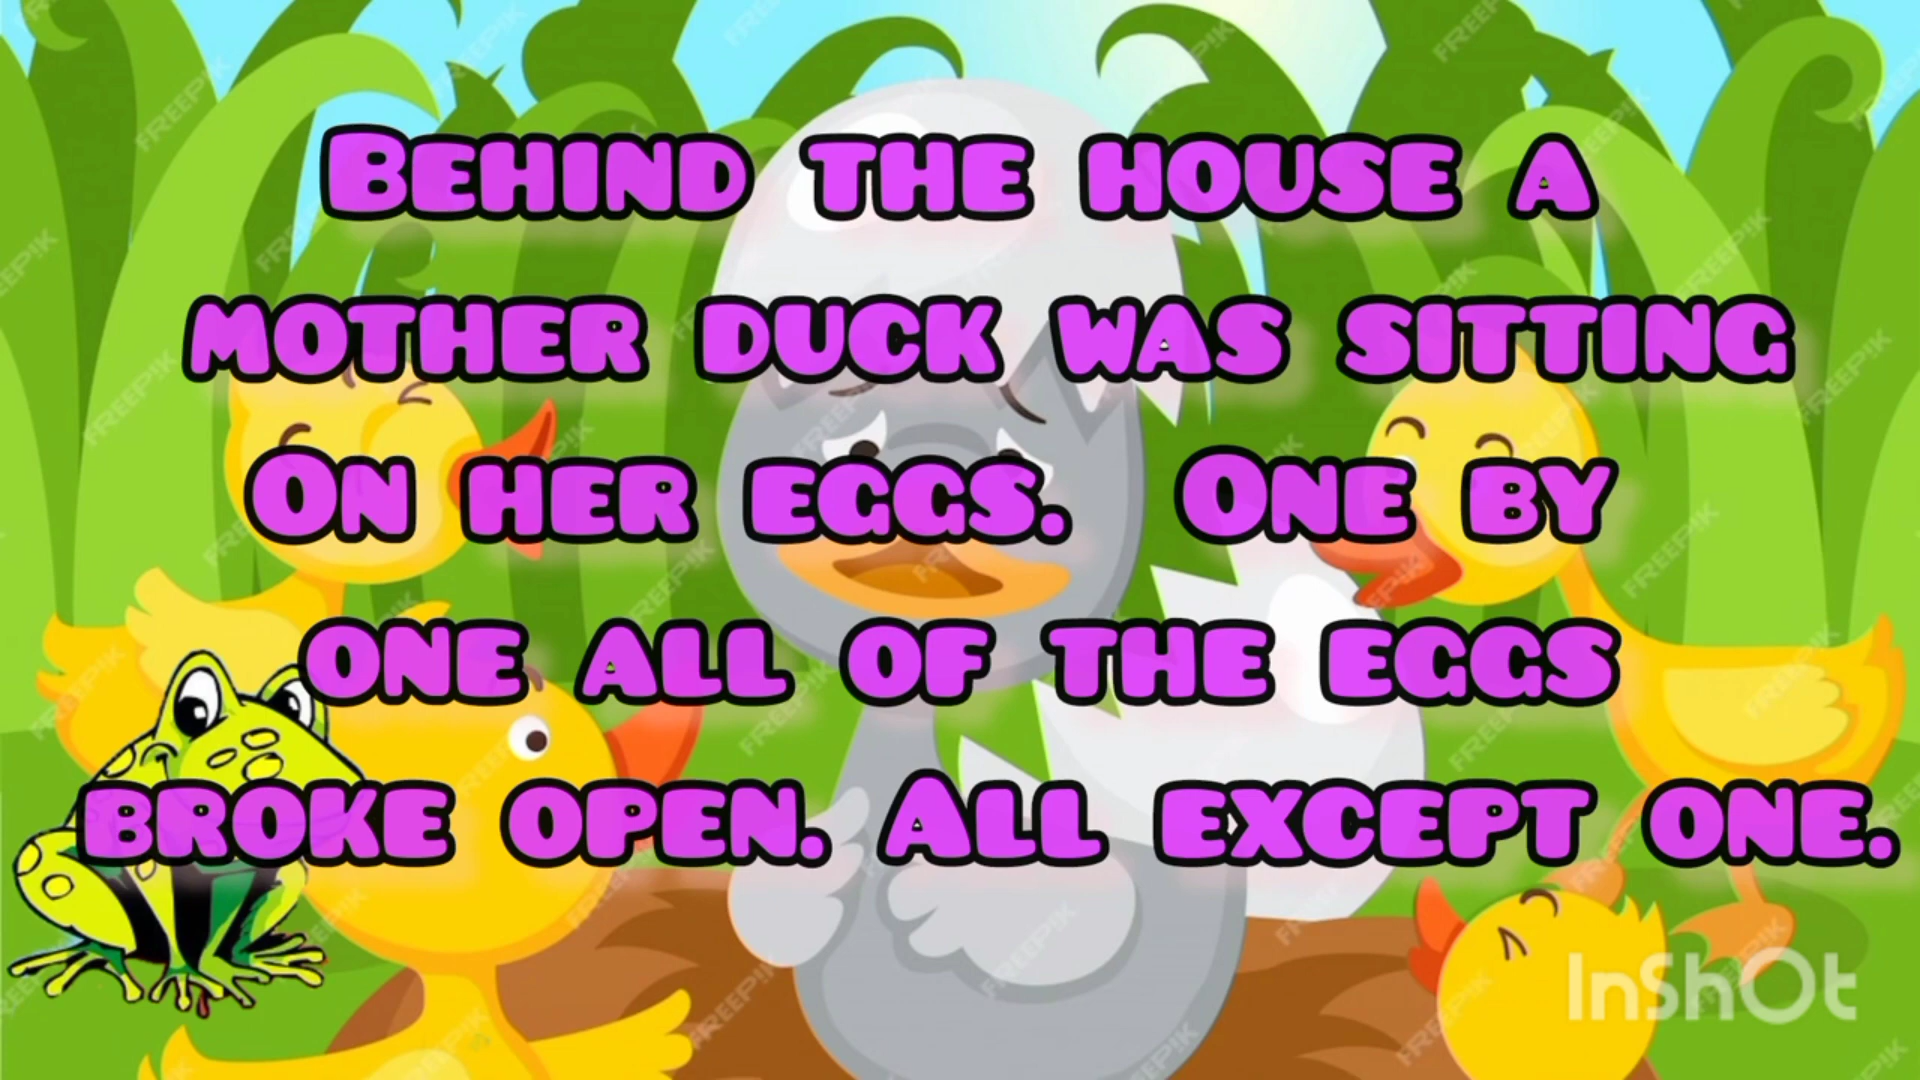 Behind the house a
mother duck was sitting
On her eggs. One by
one all of the eggs
broke open. All except one.
InShOt